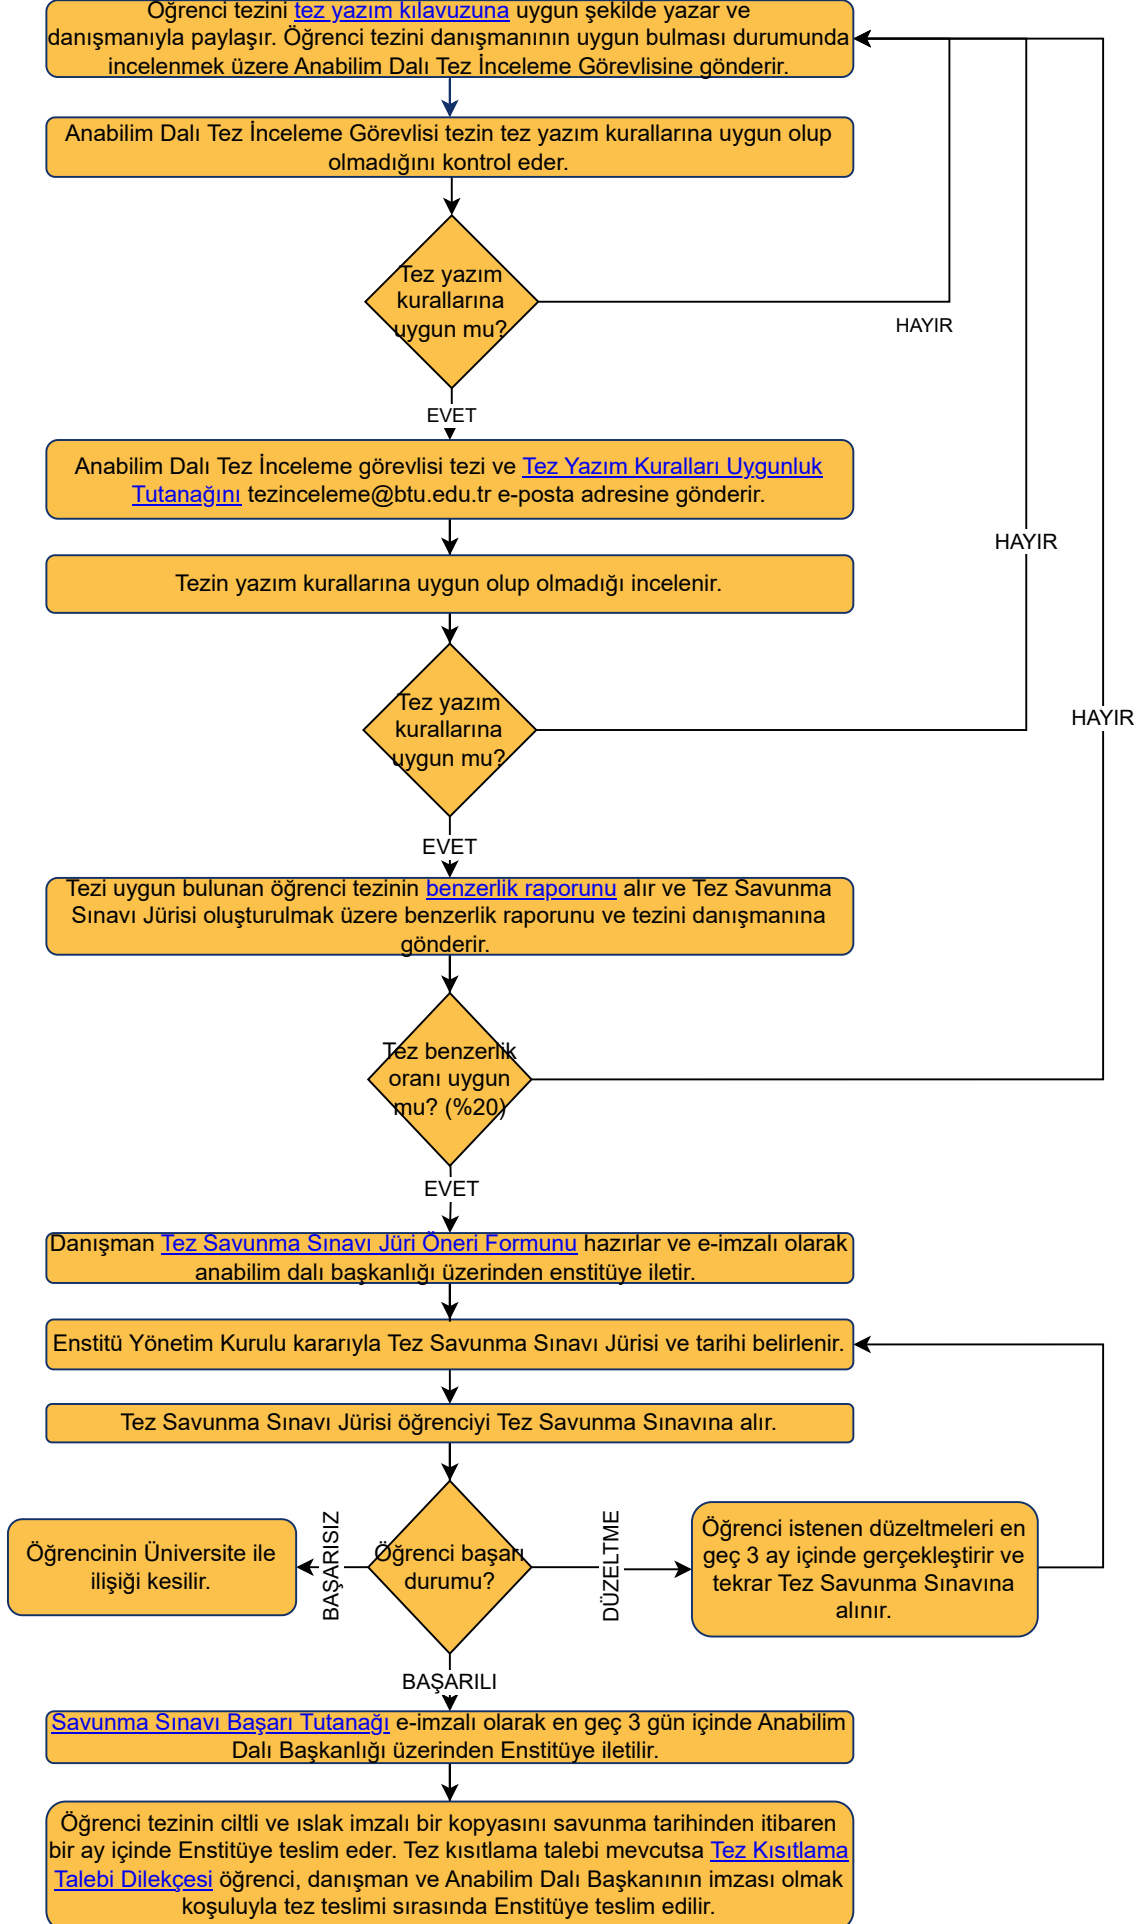 Öğrenci tezini tez yazım kılavuzuna uygun şekilde yazar ve
danışmanıyla paylaşır. Öğrenci tezini danışmanının uygun bulması durumunda
incelenmek üzere Anabilim Dalı Tez İnceleme Görevlisine gönderir.
Anabilim Dalı Tez İnceleme Görevlisi tezin tez yazım kurallarına uygun olup
olmadığını kontrol eder.
Tez yazım
kurallarına
uygun mu?
HAYIR
EVET
Anabilim Dalı Tez İnceleme görevlisi tezi ve Tez Yazım Kuralları Uygunluk
Tutanağını tezinceleme@btu.edu.tr e-posta adresine gönderir.
HAYIR
Tezin yazım kurallarına uygun olup olmadığı incelenir.
Tez yazım
kurallarına
uygun mu?
HAYIR
EVET
Tezi uygun bulunan öğrenci tezinin benzerlik raporunu alır ve Tez Savunma
Sınavı Jürisi oluşturulmak üzere benzerlik raporunu ve tezini danışmanına
gönderir.
Tez benzerlik
oranı uygun
mu? (%20)
EVET
Danışman Tez Savunma Sınavı Jüri Öneri Formunu hazırlar ve e-imzalı olarak
anabilim dalı başkanlığı üzerinden enstitüye iletir.
Enstitü Yönetim Kurulu kararıyla Tez Savunma Sınavı Jürisi ve tarihi belirlenir.
Tez Savunma Sınavı Jürisi öğrenciyi Tez Savunma Sınavına alır.
Öğrencinin Üniversite ile
ilişiği kesilir.
BAŞARISIZ
Öğrenci başarı
durumu?
DÜZELTME
Öğrenci istenen düzeltmeleri en
geç 3 ay içinde gerçekleştirir ve
tekrar Tez Savunma Sınavına
alınır.
BAŞARILI
Savunma Sınavı Başarı Tutanağı e-imzalı olarak en geç 3 gün içinde Anabilim
Dalı Başkanlığı üzerinden Enstitüye iletilir.
Öğrenci tezinin ciltli ve ıslak imzalı bir kopyasını savunma tarihinden itibaren
bir ay içinde Enstitüye teslim eder. Tez kısıtlama talebi mevcutsa Tez Kısıtlama
Talebi Dilekçesi öğrenci, danışman ve Anabilim Dalı Başkanının imzası olmak
koşuluyla tez teslimi sırasında Enstitüye teslim edilir.